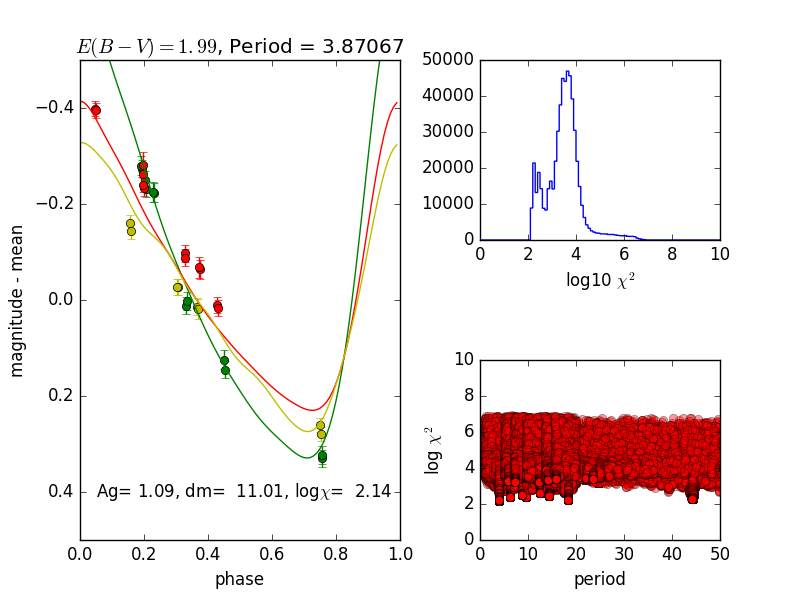 E(B − V) = 1.99, Period = 3.87067
magnitude - mean
−0.4
−0.2
0.0
0.2
0.4
Ag= 1.09, dm= 11.01, logχ= 2.14
0.0 0.2 0.4 0.6 0.8 1.0
phase
50000
40000
30000
20000
10000
0
0 2 4 6 8 10
log10 χ²
log χ²
10
8
6
4
2
0
0 10 20 30 40 50
period